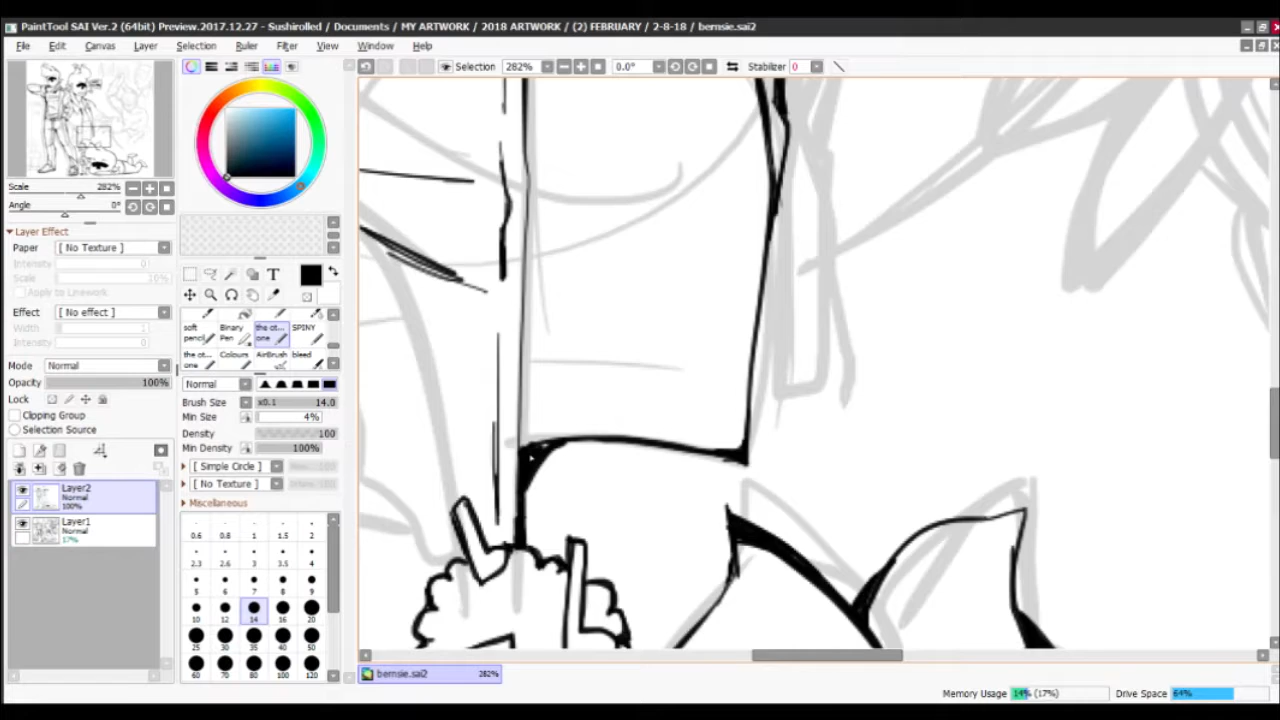 PaintTool SAI Ver.2 (64bit) Preview.2017.12.27 - Sushirolled / Documents / MY ARTWORK / 2018 ARTWORK / (2) FEBRUARY / 2-8-18 / bernsie.sai2
File Edit Canvas Layer Selection Ruler Filter View Window Help
Selection 282% 0.0° Stabilizer 0
Scale 282%
Angle 0°
Layer Effect
Paper [ No Texture ]
Intensity 0
Scale 10%
Apply to Linework
Effect [ No effect ]
Width 1
Intensity 0
Mode Normal
Opacity 100%
Lock
Clipping Group
Selection Source
Layer2
Normal
100%
Layer1
Normal
17%
T
soft pencil
Binary Pen
the ot... one
SPINY
the ot... one
Colours
AirBrush
bleed
Normal
Brush Size x0.1 14.0
Min Size 4%
Density 100
Min Density 100%
[ Simple Circle ]
[ No Texture ]
Miscellaneous
0.6 0.8 1 1.5 2
2.3 2.6 3 3.5 4
5 6 7 8 9
10 12 14 16 20
25 30 35 40 50
60 70 80 100 120
bernsie.sai2 282%
Memory Usage 14% (17%) Drive Space 64%